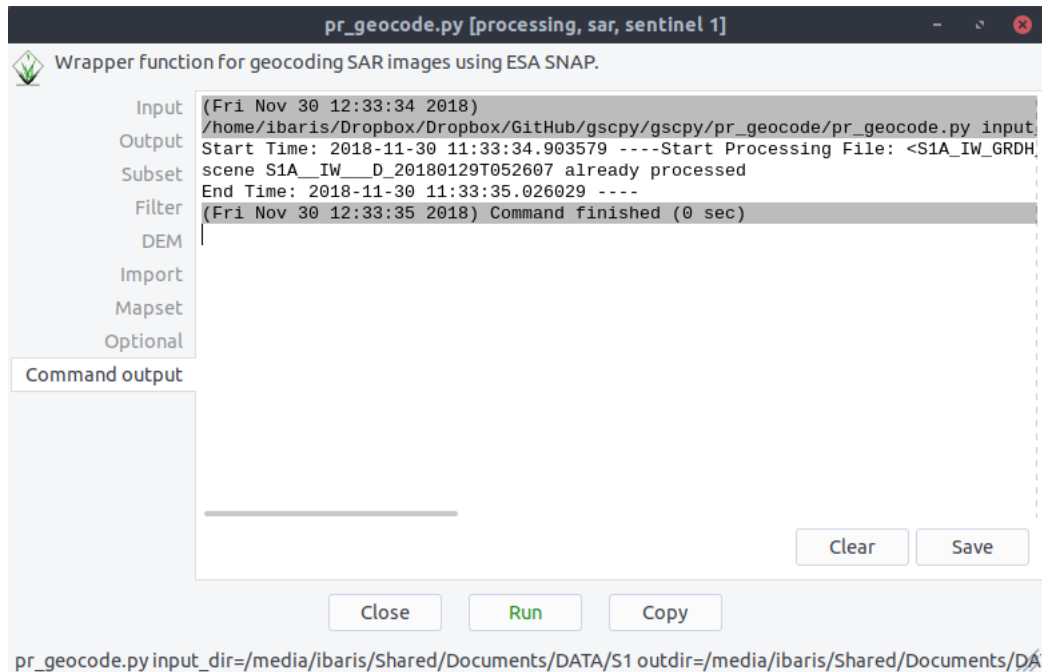 pr_geocode.py [processing, sar, sentinel 1]
Wrapper function for geocoding SAR images using ESA SNAP.
Input
Output
Subset
Filter
DEM
Import
Mapset
Optional
Command output
(Fri Nov 30 12:33:34 2018)
/home/ibaris/Dropbox/Dropbox/GitHub/gscpy/gscpy/pr_geocode/pr_geocode.py input_
Start Time: 2018-11-30 11:33:34.903579 ----Start Processing File: <S1A_IW_GRDH_
scene S1A__IW___D_20180129T052607 already processed
End Time: 2018-11-30 11:33:35.026029 ----
(Fri Nov 30 12:33:35 2018) Command finished (0 sec)
Clear Save
Close Run Copy
pr_geocode.py input_dir=/media/ibaris/Shared/Documents/DATA/S1 outdir=/media/ibaris/Shared/Documents/DA